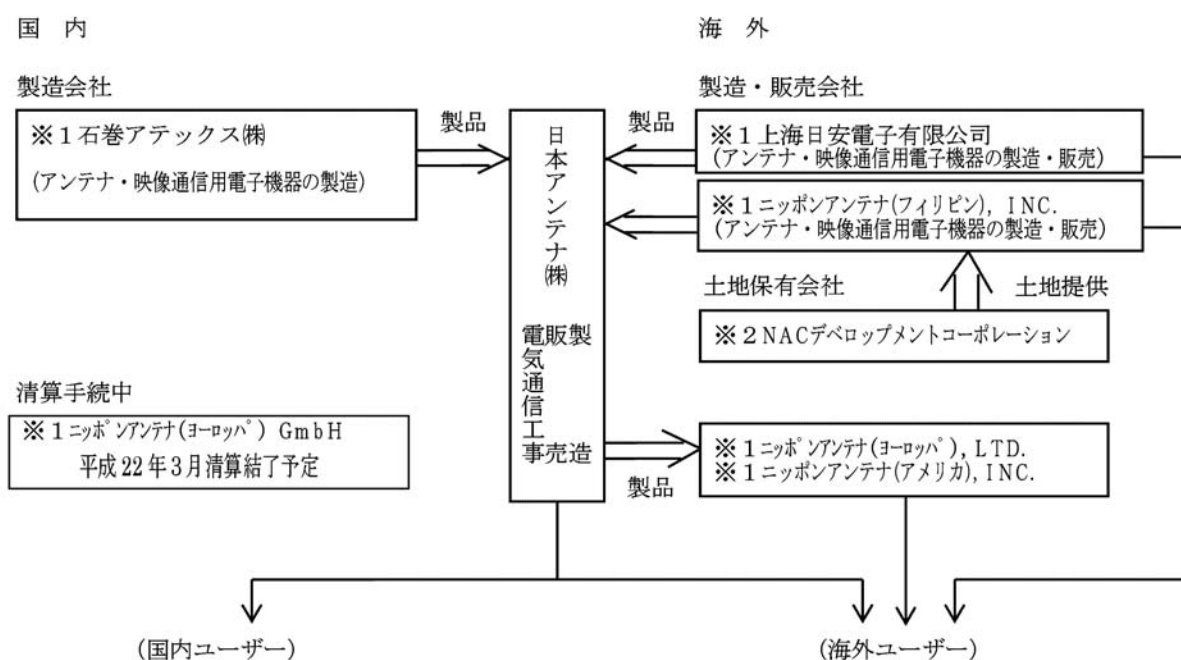 国 内
海 外
製造会社
製造・販売会社
※1石巻アテックス㈱
(アンテナ・映像通信用電子機器の製造)
製品
日本アンテナ㈱
製造
販売
電気通信工事
製品
※1上海日安電子有限公司
(アンテナ・映像通信用電子機器の製造・販売)
※1ニッポンアンテナ(フィリピン), INC.
(アンテナ・映像通信用電子機器の製造・販売)
土地保有会社
土地提供
※2NACデベロップメントコーポレーション
清算手続中
※1ニッポンアンテナ(ヨーロッパ) GmbH
平成22年3月清算結了予定
製品
※1ニッポンアンテナ(ヨーロッパ), LTD.
※1ニッポンアンテナ(アメリカ), INC.
(国内ユーザー)
(海外ユーザー)